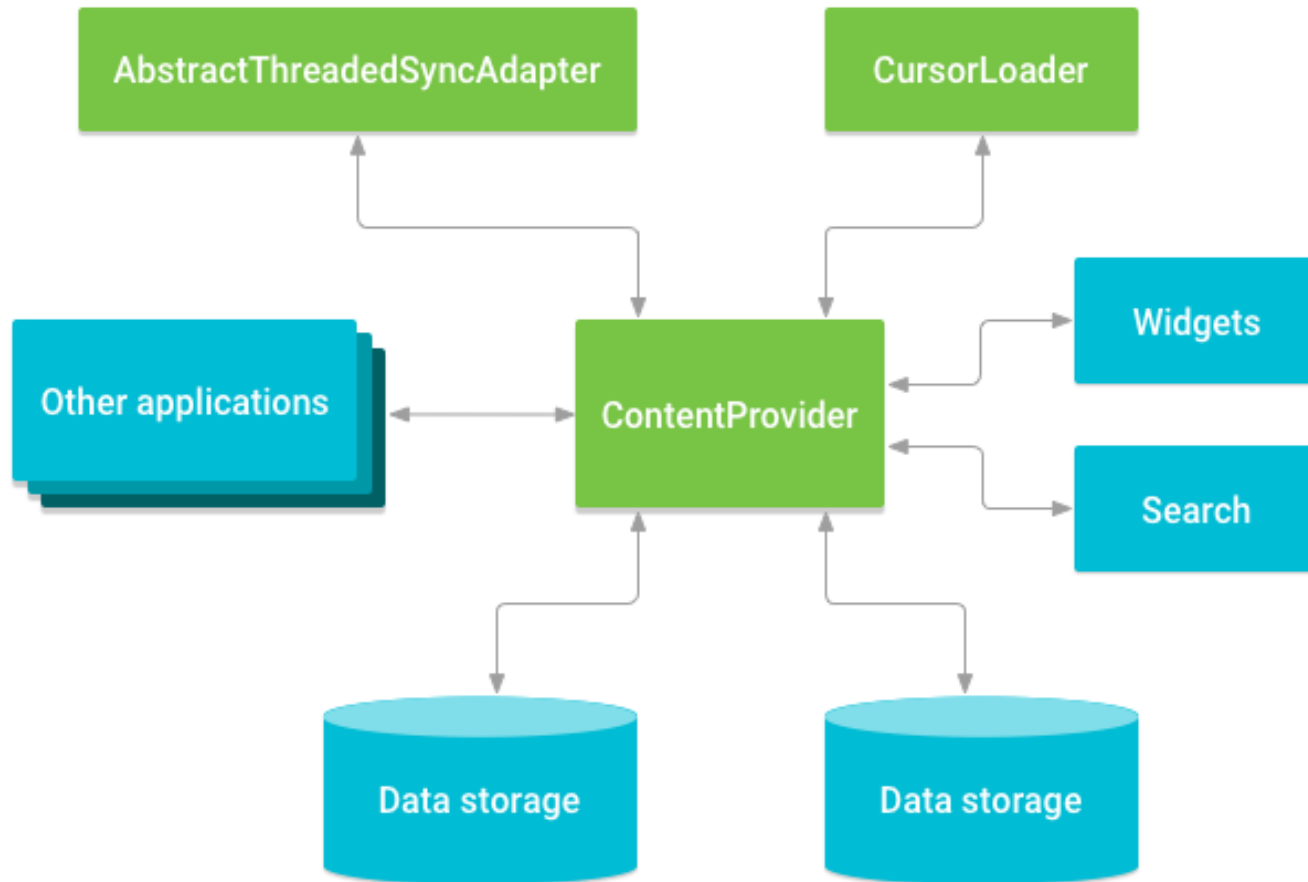 AbstractThreadedSyncAdapter
CursorLoader
Widgets
Other applications
ContentProvider
Search
Data storage
Data storage